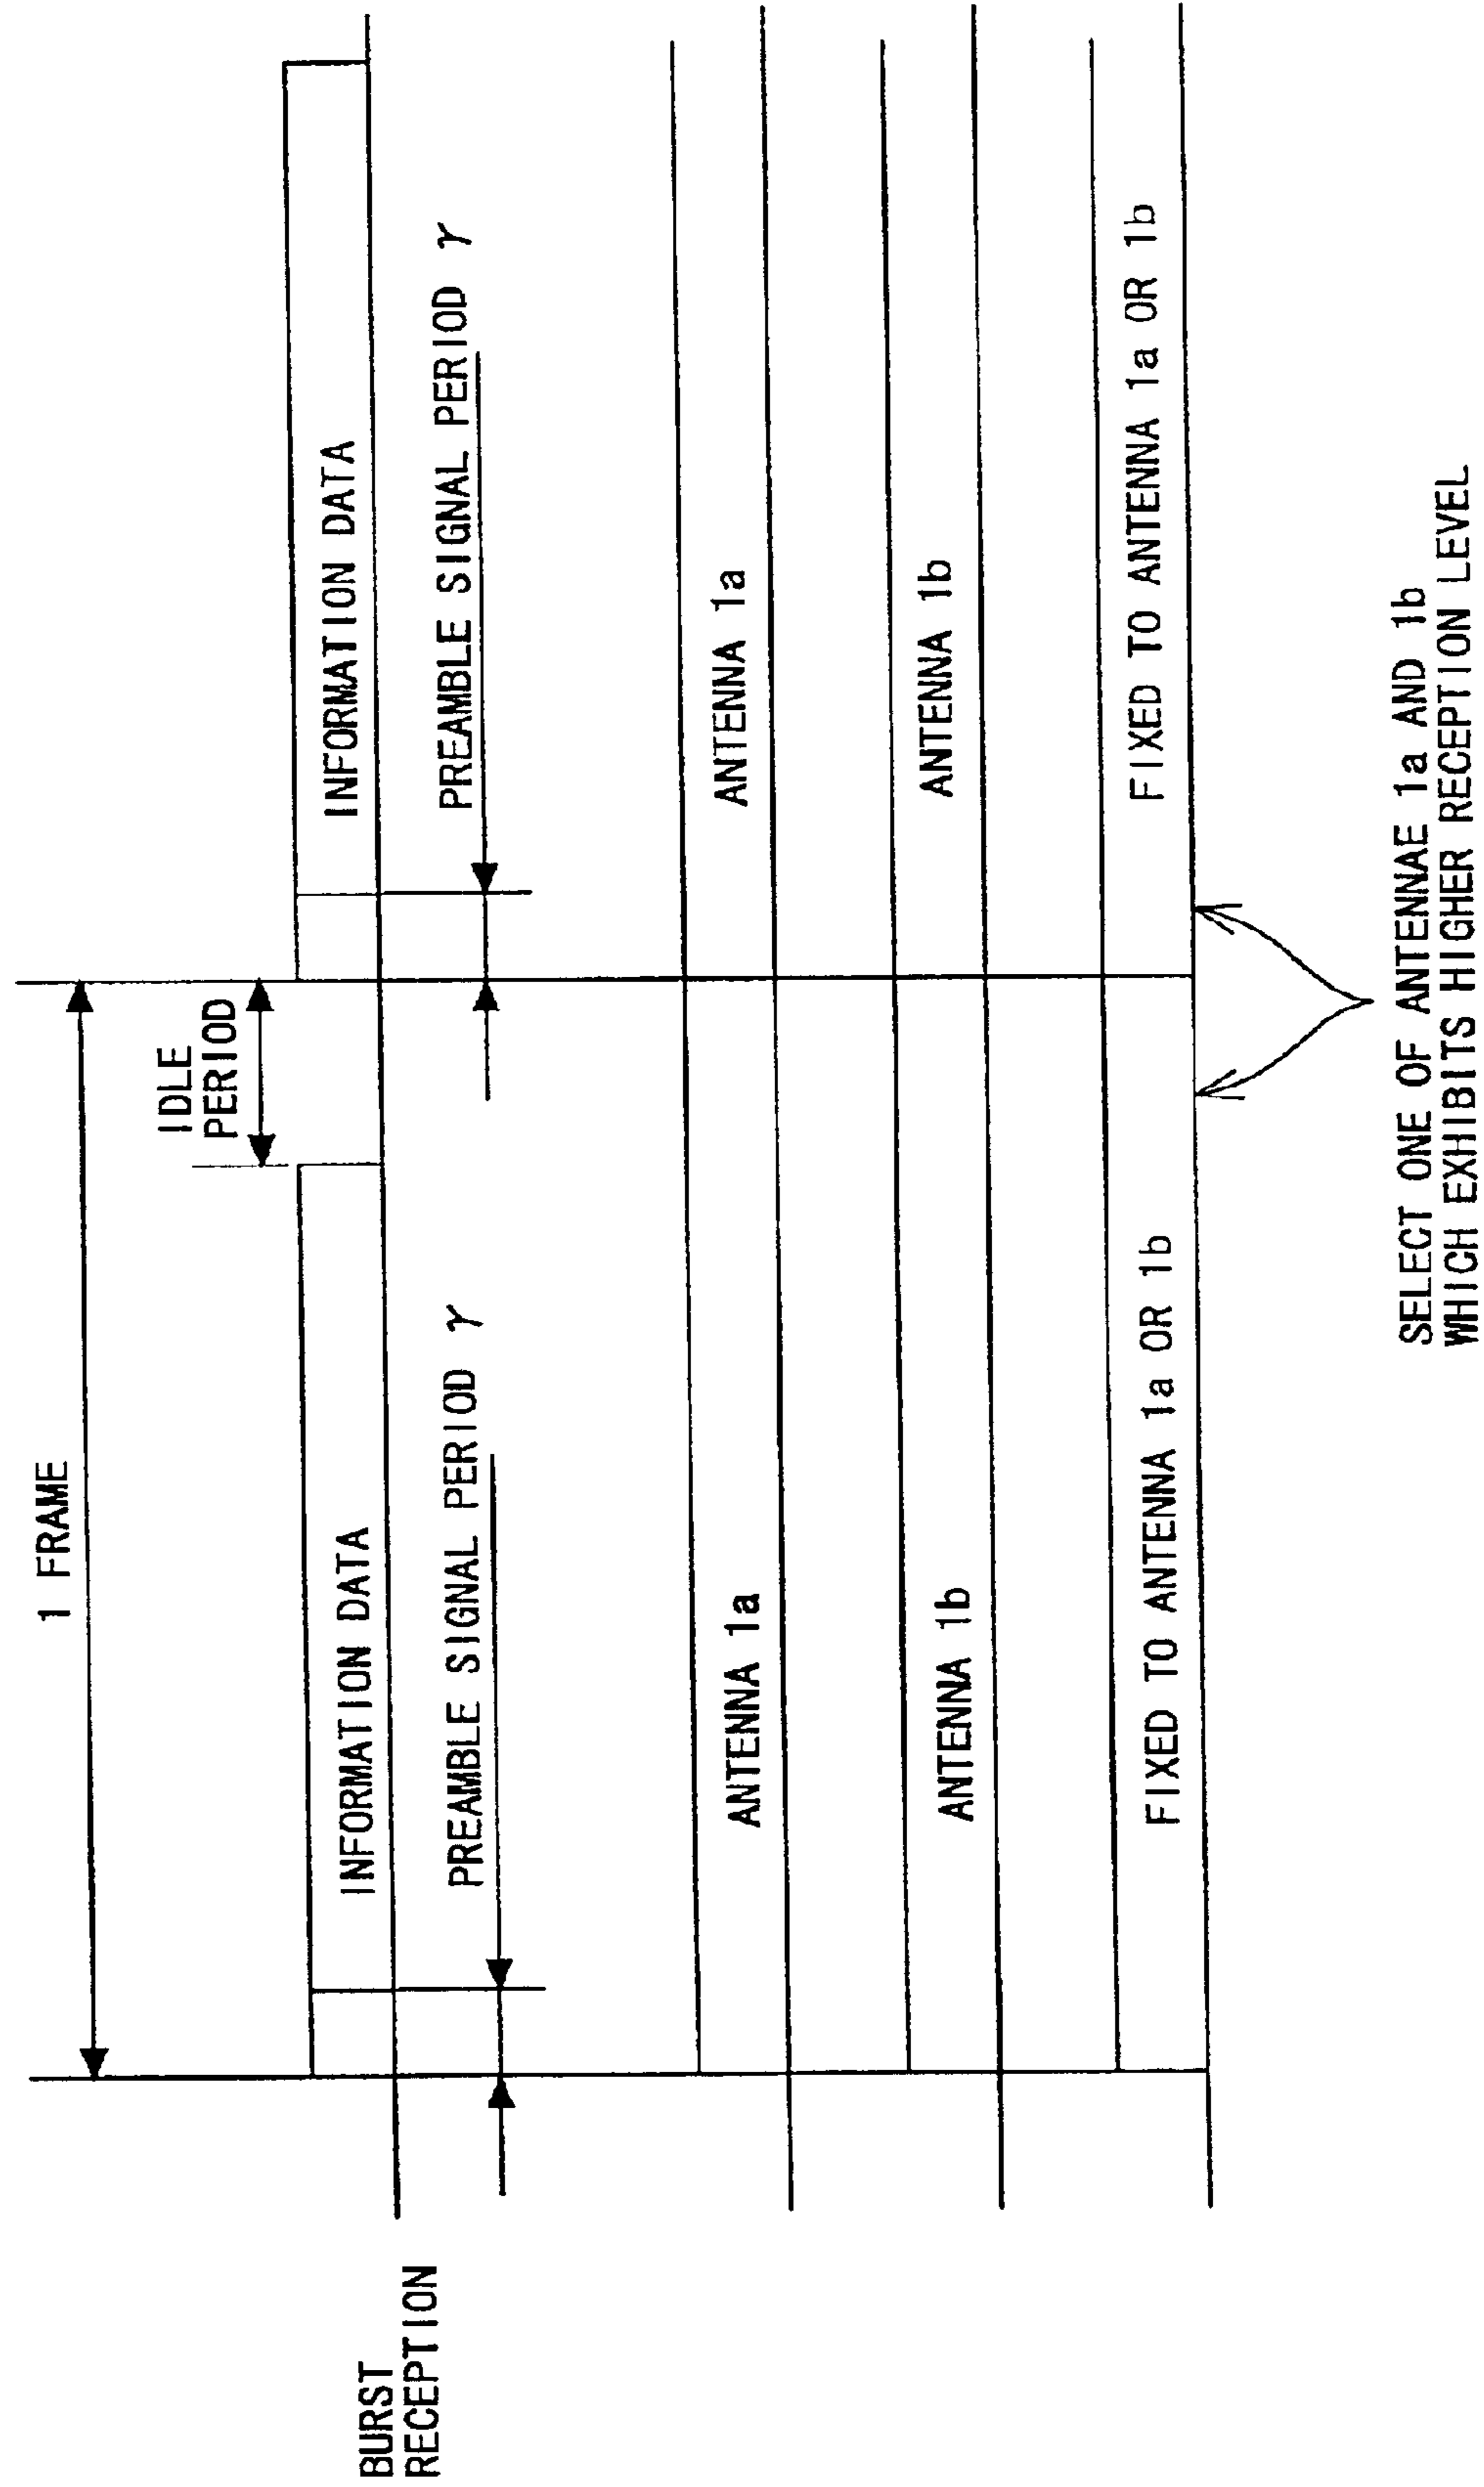 1 FRAME
IDLE
PERIOD
BURST
RECEPTION
INFORMATION DATA
INFORMATION DATA
PREAMBLE SIGNAL PERIOD γ
PREAMBLE SIGNAL PERIOD γ
ANTENNA 1a
ANTENNA 1a
ANTENNA 1b
ANTENNA 1b
FIXED TO ANTENNA 1a OR 1b
FIXED TO ANTENNA 1a OR 1b
SELECT ONE OF ANTENNAE 1a AND 1b
WHICH EXHIBITS HIGHER RECEPTION LEVEL